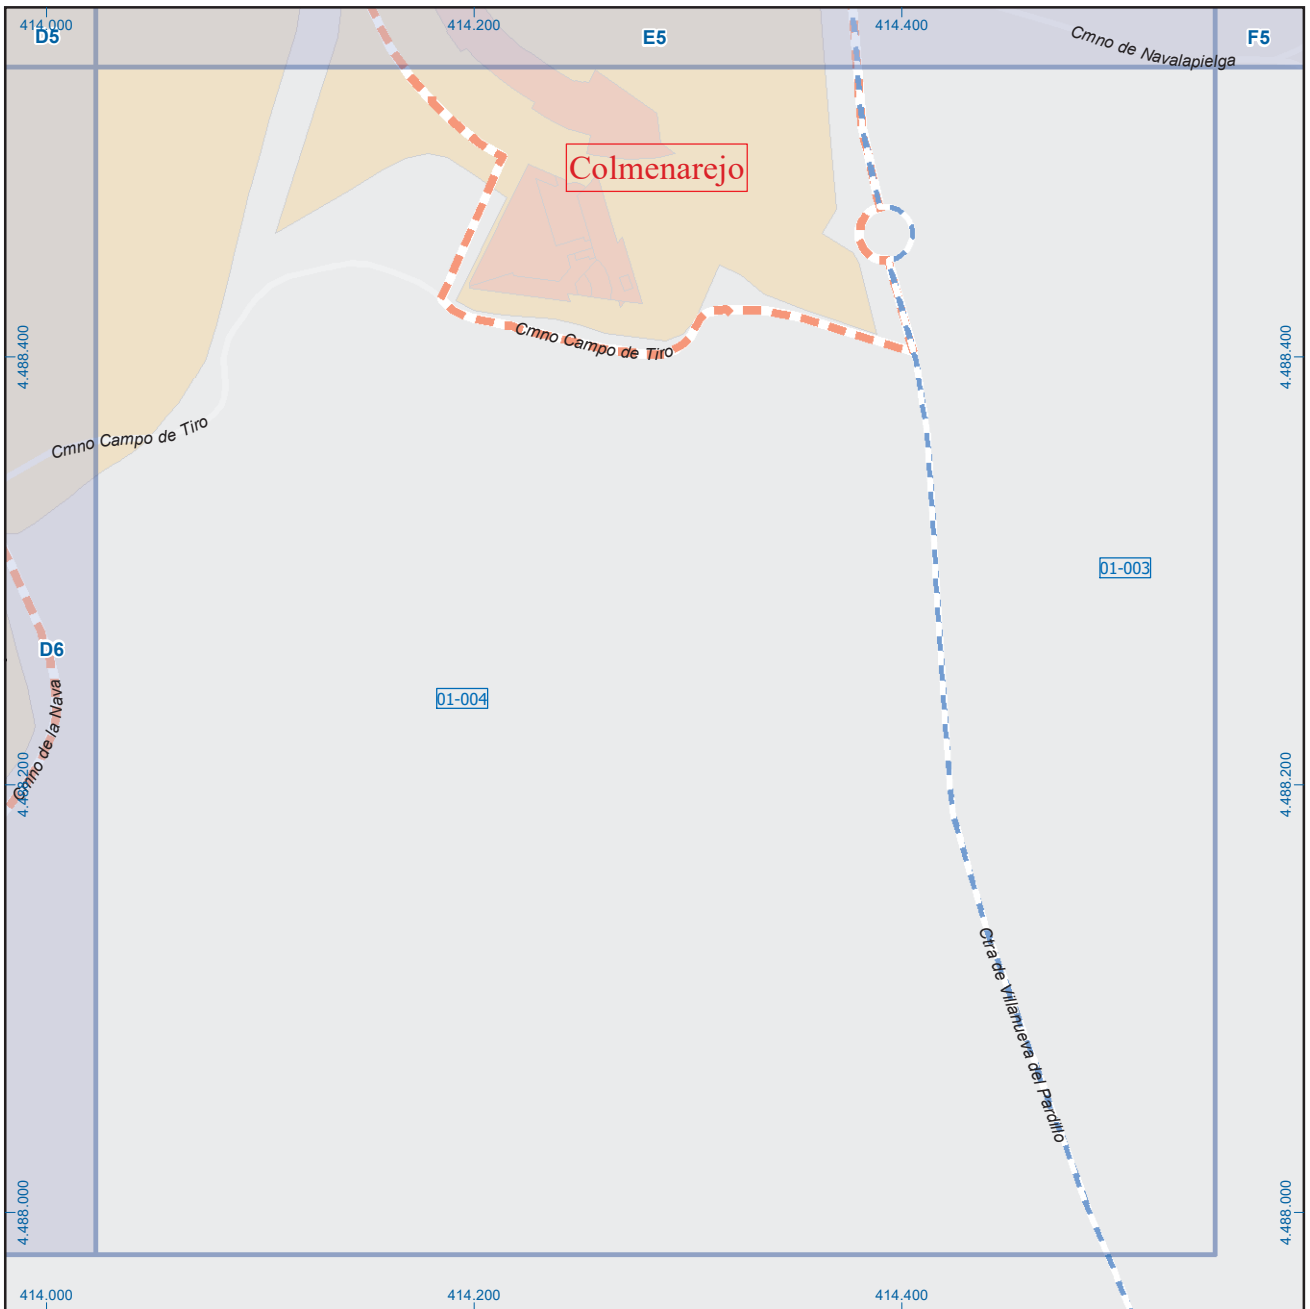 414.000
414.200
414.400
D5
E5
F5
Cmno de Navalapielga
Colmenarejo
Cmno Campo de Tiro
4.488.400
4.488.400
Cmno Campo de Tiro
01-003
D6
01-004
Cmno de la Nava
4.488.200
4.488.200
Ctra de Villanueva del Pardillo
4.488.000
4.488.000
414.000
414.200
414.400